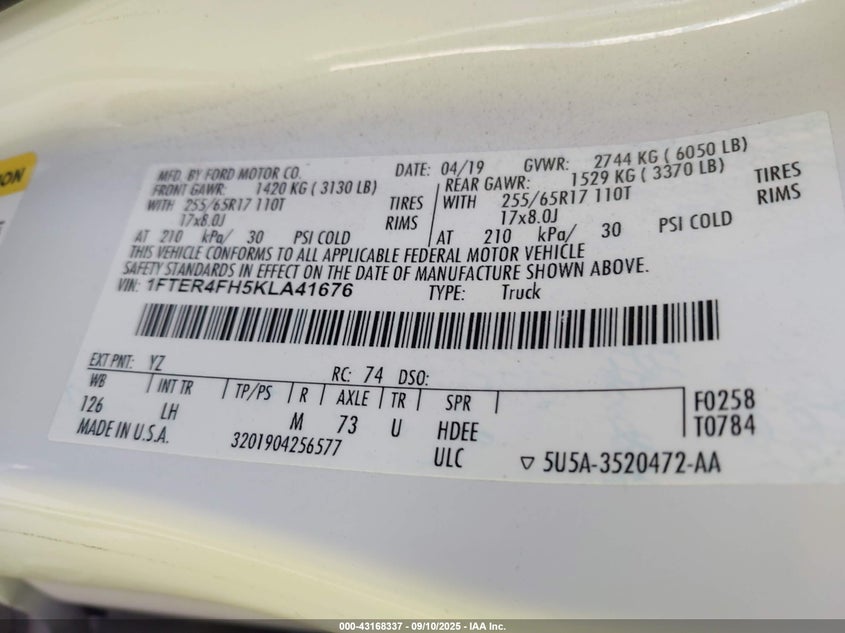 ON
MFD. BY FORD MOTOR CO. DATE: 04/19 GVWR: 2744 KG ( 6050 LB)
FRONT GAWR: 1420 KG ( 3130 LB) REAR GAWR: 1529 KG ( 3370 LB)
WITH 255/65R17 110T TIRES WITH 255/65R17 110T TIRES
17x8.0J RIMS 17x8.0J RIMS
AT 210 kPa/ 30 PSI COLD AT 210 kPa/ 30 PSI COLD
THIS VEHICLE CONFORMS TO ALL APPLICABLE FEDERAL MOTOR VEHICLE
SAFETY STANDARDS IN EFFECT ON THE DATE OF MANUFACTURE SHOWN ABOVE.
VIN: 1FTER4FH5KLA41676 TYPE: Truck
EXT PNT: YZ RC: 74 DSO:
WB INT TR TP/PS R AXLE TR SPR
126 LH M 73 U HDEE F0258
MADE IN U.S.A. 3201904256577 ULC T0784
▽ 5U5A-3520472-AA
000-43168337 - 09/10/2025 - IAA Inc.